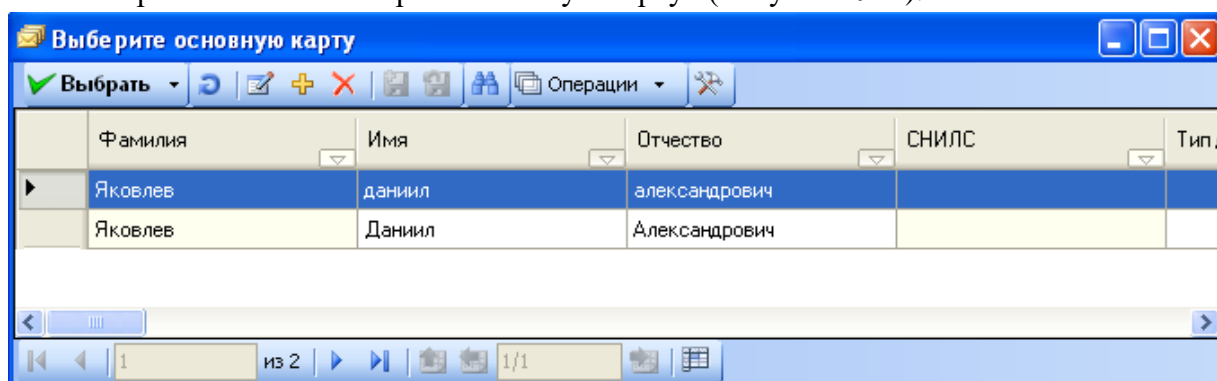 Выберите основную карту
Выбрать Операции
Фамилия Имя Отчество СНИЛС Тип
Яковлев даниил александрович
Яковлев Даниил Александрович
1 из 2 1/1